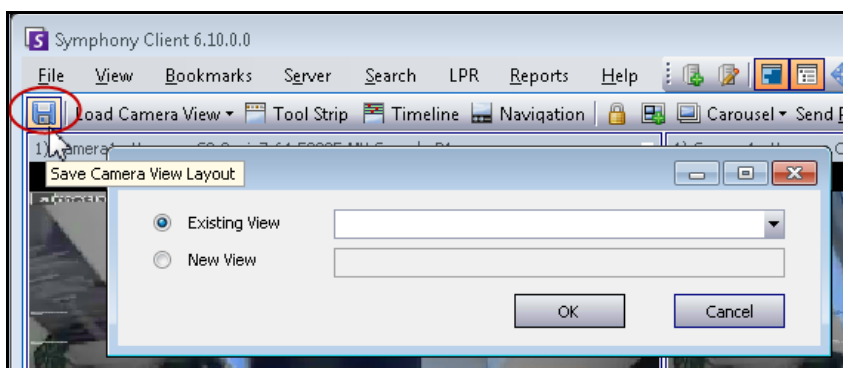 Symphony Client 6.10.0.0
File View Bookmarks Server Search LPR Reports Help
Load Camera View Tool Strip Timeline Navigation Carousel Send
1)
Save Camera View Layout
Existing View
New View
OK Cancel